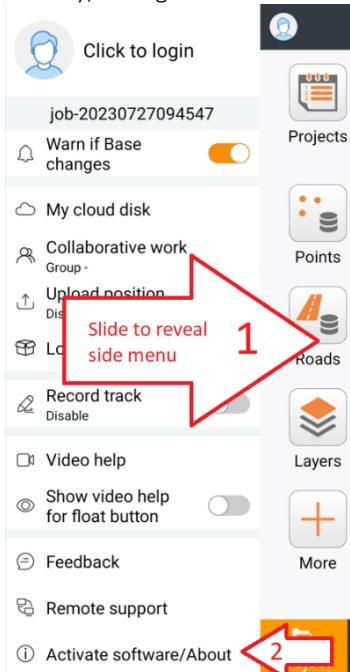 Click to login
job-20230727094547
Warn if Base
changes
My cloud disk
Collaborative work
Group -
Upload position
Dis
Lo
Slide to reveal
side menu
1
Record track
Disable
Video help
Show video help
for float button
Feedback
Remote support
Activate software/About
2
Projects
Points
Roads
Layers
More